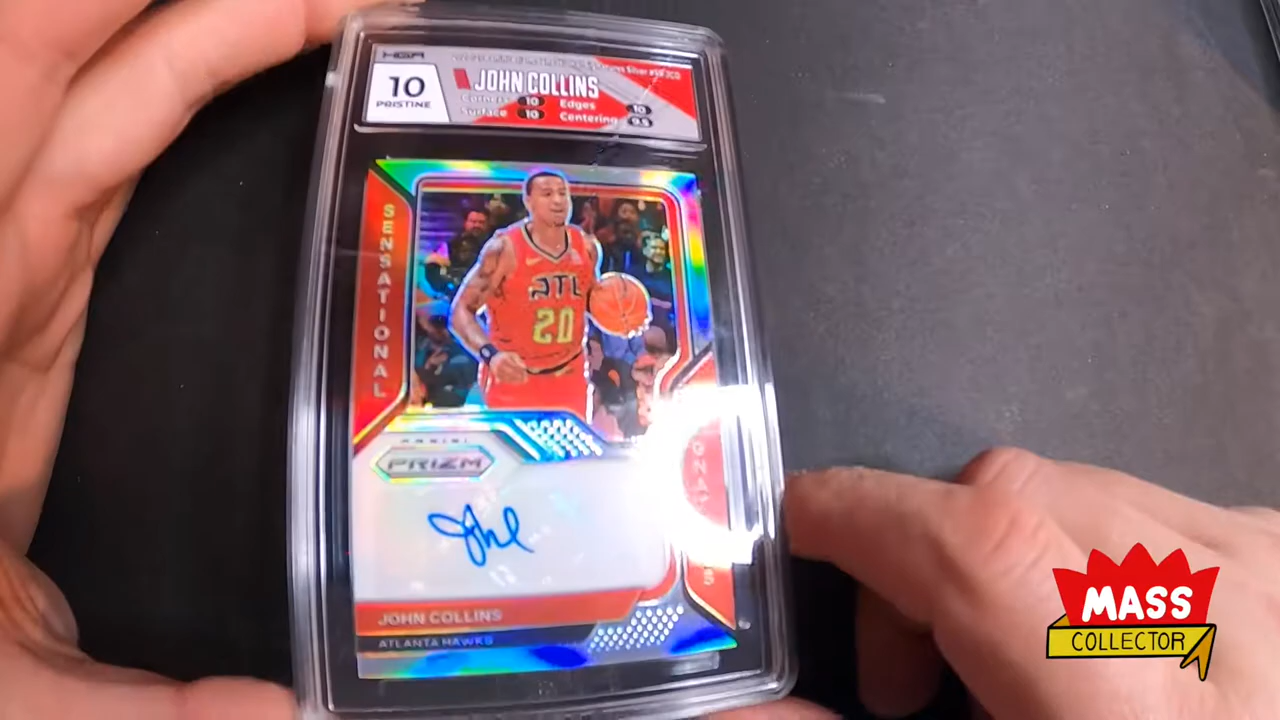 HGA
10
PRISTINE
JOHN COLLINS
Corners 10 Edges 10
Surface 10 Centering 9.5
SENSATIONAL
ATL
20
PANINI
PRIZM
JOHN COLLINS
ATLANTA HAWKS
MASS
COLLECTOR